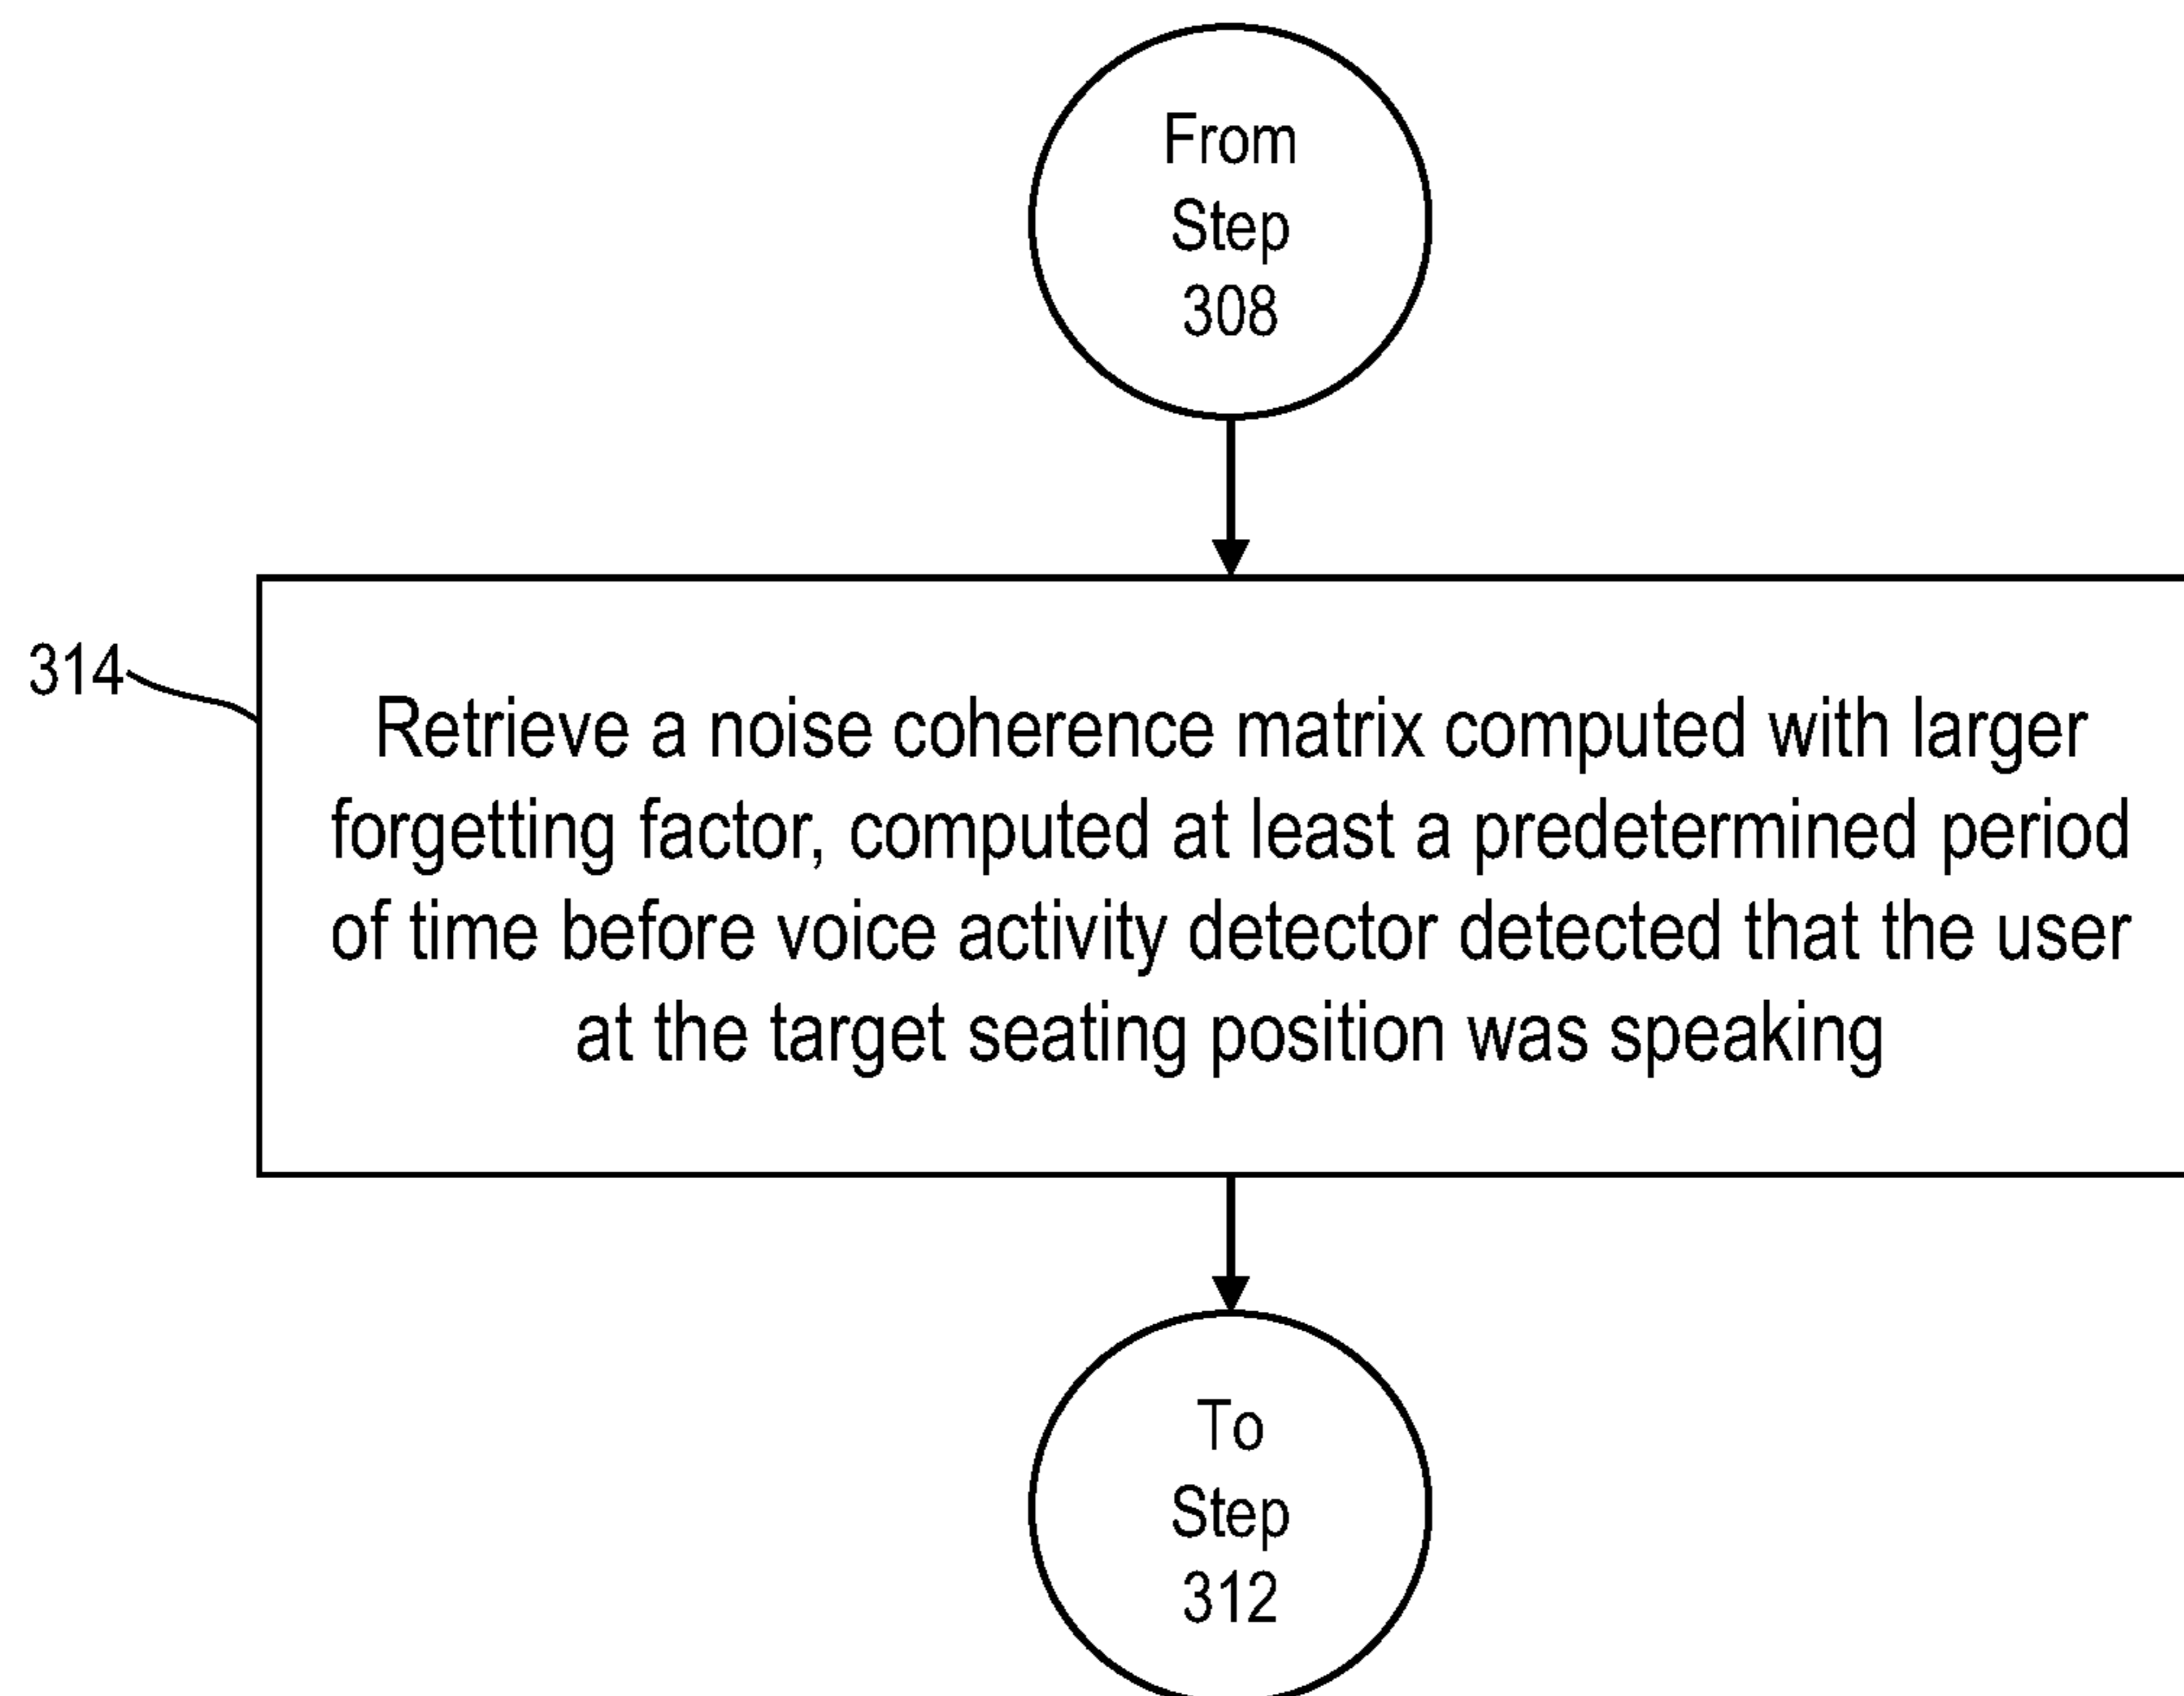 From
Step
308
314
Retrieve a noise coherence matrix computed with larger
forgetting factor, computed at least a predetermined period
of time before voice activity detector detected that the user
at the target seating position was speaking
To
Step
312